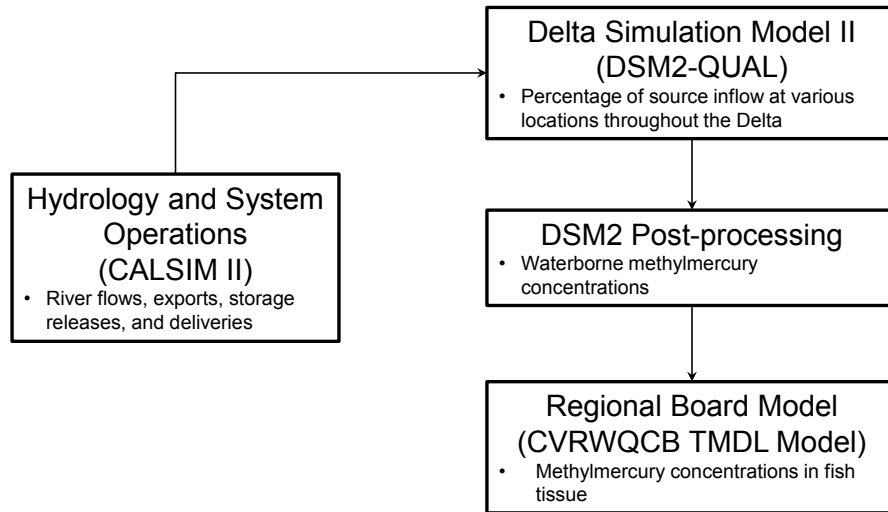 Delta Simulation Model II
(DSM2-QUAL)
• Percentage of source inflow at various
locations throughout the Delta
Hydrology and System
Operations
(CALSIM II)
• River flows, exports, storage
releases, and deliveries
DSM2 Post-processing
• Waterborne methylmercury
concentrations
Regional Board Model
(CVRWQCB TMDL Model)
• Methylmercury concentrations in fish
tissue